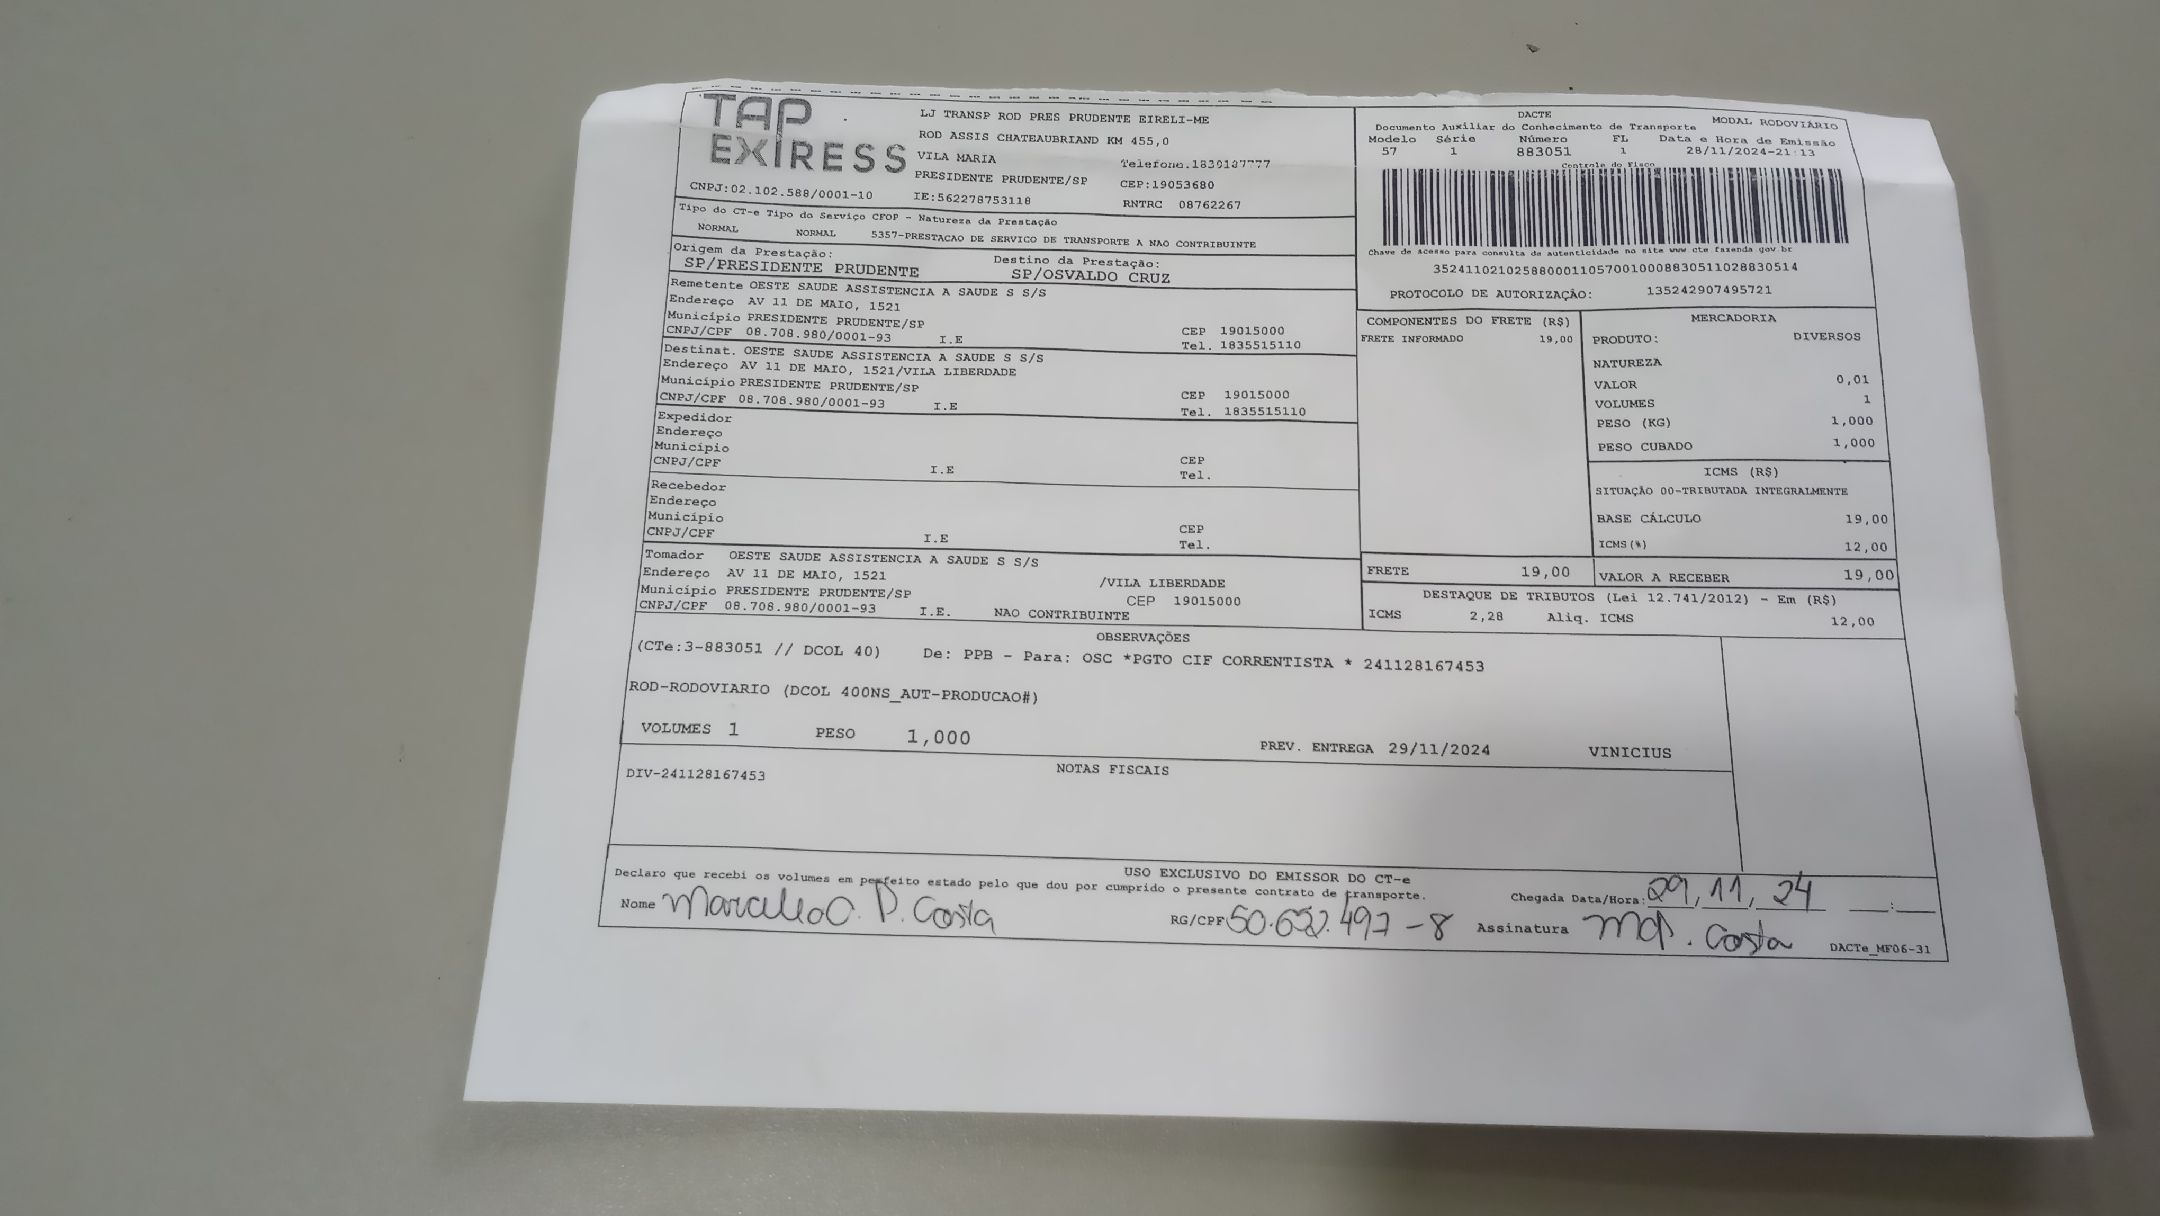 TAP
EXPRESS
LJ TRANSP ROD PRES PRUDENTE EIRELI-ME
ROD ASSIS CHATEAUBRIAND KM 455,0
VILA MARIA
PRESIDENTE PRUDENTE/SP CEP:19053680
CNPJ:02.102.588/0001-10 IE:562278753118 RNTRC 08762267
Tipo do CT-e Tipo do Serviço CFOP - Natureza da Prestação
NORMAL NORMAL 5357-PRESTACAO DE SERVICO DE TRANSPORTE A NAO CONTRIBUINTE
Origem da Prestação: Destino da Prestação:
SP/PRESIDENTE PRUDENTE SP/OSVALDO CRUZ
Remetente OESTE SAUDE ASSISTENCIA A SAUDE S S/S
Endereço AV 11 DE MAIO, 1521
Município PRESIDENTE PRUDENTE/SP CEP 19015000
CNPJ/CPF 08.708.980/0001-93 I.E Tel. 1835515110
Destinat. OESTE SAUDE ASSISTENCIA A SAUDE S S/S
Endereço AV 11 DE MAIO, 1521/VILA LIBERDADE
Município PRESIDENTE PRUDENTE/SP CEP 19015000
CNPJ/CPF 08.708.980/0001-93 I.E Tel. 1835515110
Expedidor
Endereço
Município CEP
CNPJ/CPF I.E Tel.
Recebedor
Endereço
Município CEP
CNPJ/CPF I.E Tel.
Tomador OESTE SAUDE ASSISTENCIA A SAUDE S S/S
Endereço AV 11 DE MAIO, 1521 /VILA LIBERDADE
Município PRESIDENTE PRUDENTE/SP CEP 19015000
CNPJ/CPF 08.708.980/0001-93 I.E. NAO CONTRIBUINTE
DACTE MODAL RODOVIÁRIO
Documento Auxiliar do Conhecimento de Transporte
Modelo Série Número FL Data e Hora de Emissão
57 1 883051 1 28/11/2024-21:13
Controle do Fisco
Chave de acesso para consulta de autenticidade no site www cte fazenda gov br
35241102102588000110570010008830511028830514
PROTOCOLO DE AUTORIZAÇÃO: 135242907495721
COMPONENTES DO FRETE (R$)
FRETE INFORMADO 19,00
MERCADORIA
PRODUTO: DIVERSOS
NATUREZA
VALOR 0,01
VOLUMES 1
PESO (KG) 1,000
PESO CUBADO 1,000
ICMS (R$)
SITUAÇÃO 00-TRIBUTADA INTEGRALMENTE
BASE CÁLCULO 19,00
ICMS(%) 12,00
FRETE 19,00 VALOR A RECEBER 19,00
DESTAQUE DE TRIBUTOS (Lei 12.741/2012) - Em (R$)
ICMS 2,28 Aliq. ICMS 12,00
OBSERVAÇÕES
(CTe:3-883051 // DCOL 40) De: PPB - Para: OSC *PGTO CIF CORRENTISTA * 241128167453
ROD-RODOVIARIO (DCOL 400NS_AUT-PRODUCAO#)
VOLUMES 1 PESO 1,000 PREV. ENTREGA 29/11/2024 VINICIUS
NOTAS FISCAIS
DIV-241128167453
USO EXCLUSIVO DO EMISSOR DO CT-e
Declaro que recebi os volumes em perfeito estado pelo que dou por cumprido o presente contrato de transporte.
Chegada Data/Hora: 29,11,24 :
Nome P. Costa RG/CPF Assinatura Costa
DACTe_MF06-31